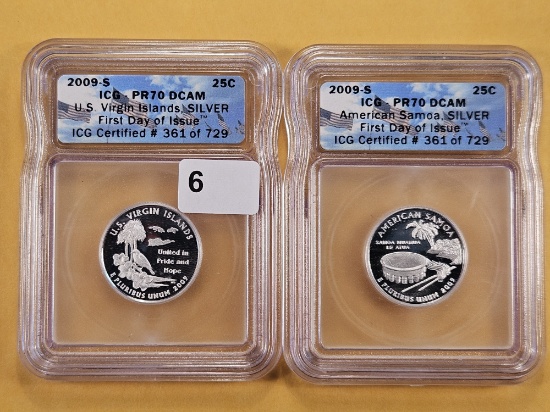 2009-S 25C
ICG - PR70 DCAM
U.S. Virgin Islands, SILVER
First Day of Issue™
ICG Certified # 361 of 729
6
U.S. VIRGIN ISLANDS
United in
Pride and
Hope
E PLURIBUS UNUM 2009
2009-S 25C
ICG - PR70 DCAM
American Samoa, SILVER
First Day of Issue™
ICG Certified # 361 of 729
AMERICAN SAMOA
SAMOA MUAMUA
LE ATUA
E PLURIBUS UNUM 2009